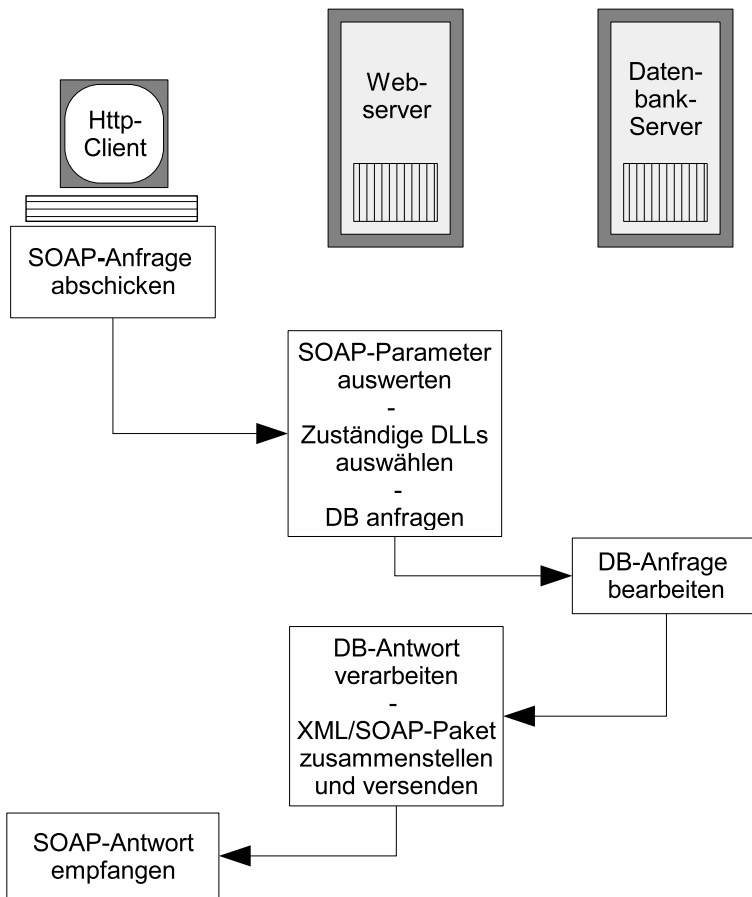 Http-
Client
Web-
server
Daten-
bank-
Server
SOAP-Anfrage
abschicken
SOAP-Parameter
auswerten
-
Zuständige DLLs
auswählen
-
DB anfragen
DB-Anfrage
bearbeiten
DB-Antwort
verarbeiten
-
XML/SOAP-Paket
zusammenstellen
und versenden
SOAP-Antwort
empfangen